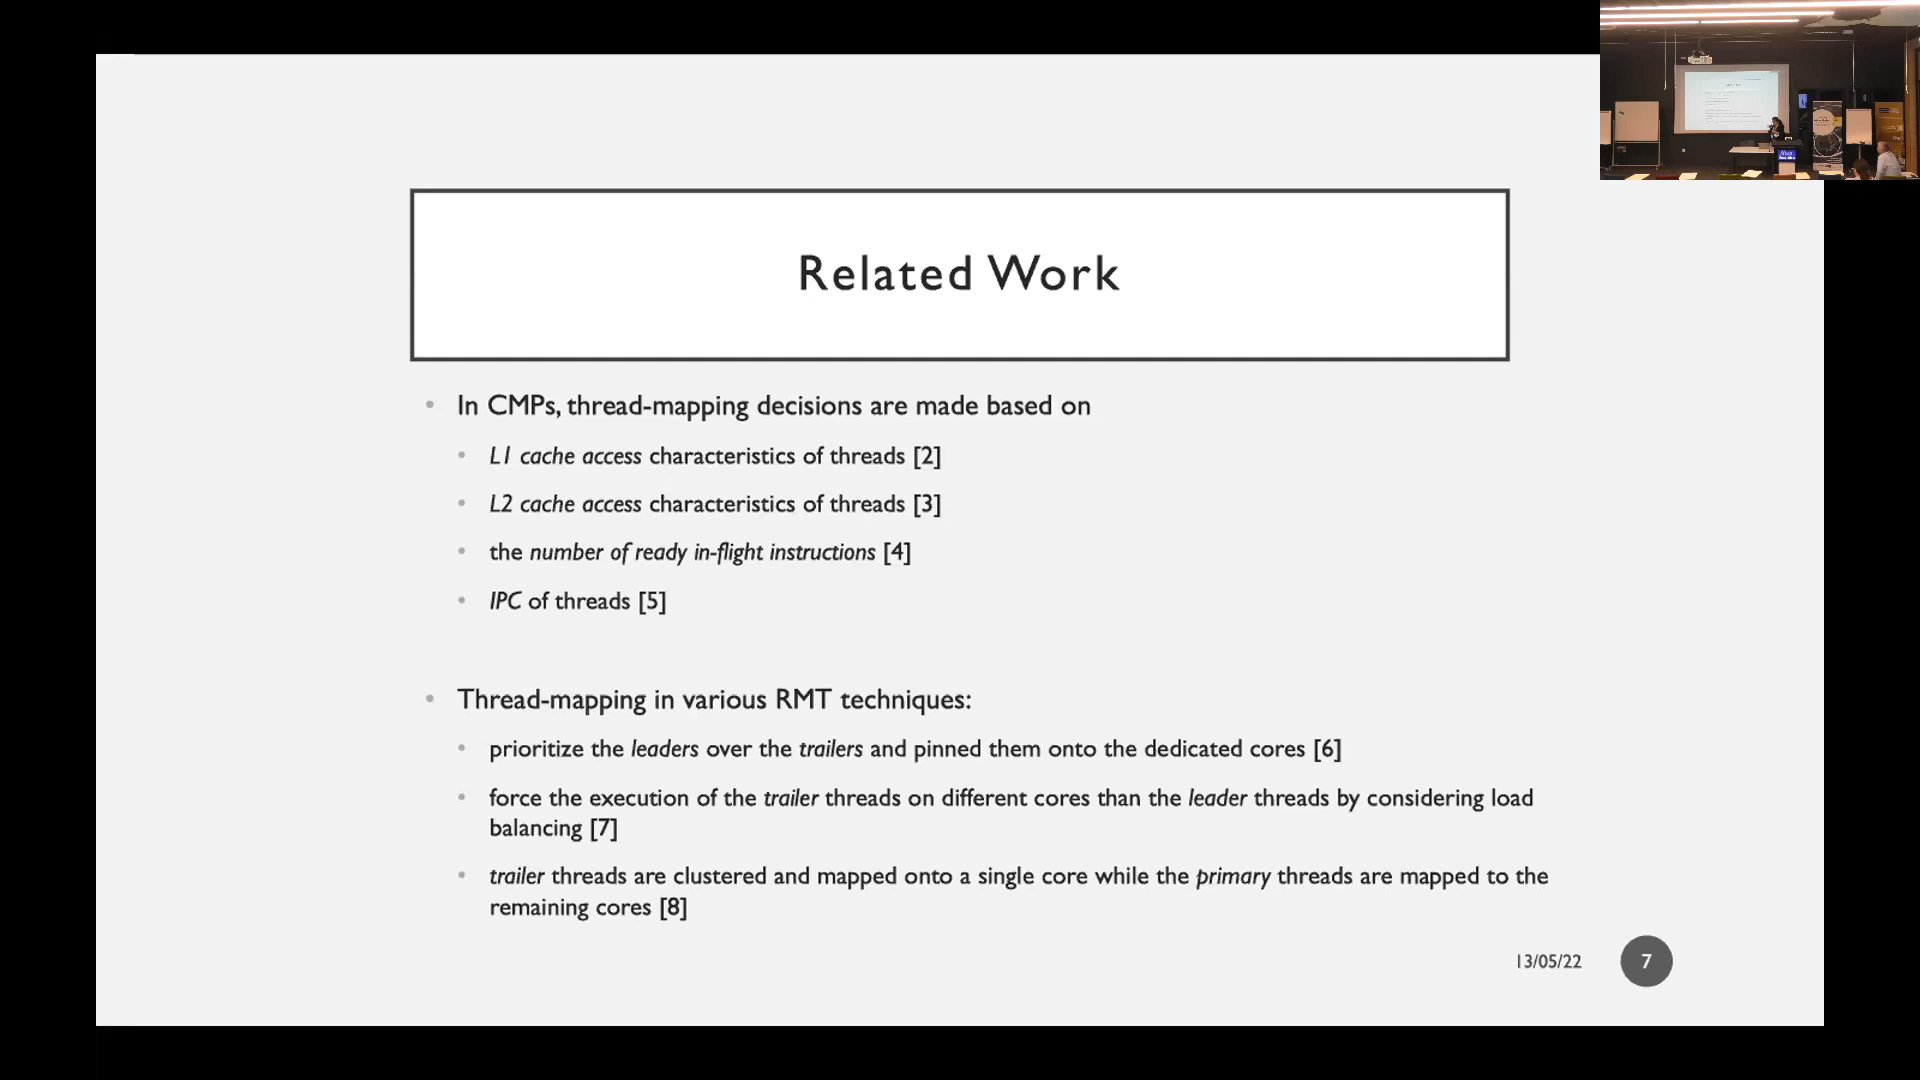 Related Work
• In CMPs, thread-mapping decisions are made based on
• L1 cache access characteristics of threads [2]
• L2 cache access characteristics of threads [3]
• the number of ready in-flight instructions [4]
• IPC of threads [5]
• Thread-mapping in various RMT techniques:
• prioritize the leaders over the trailers and pinned them onto the dedicated cores [6]
• force the execution of the trailer threads on different cores than the leader threads by considering load
balancing [7]
• trailer threads are clustered and mapped onto a single core while the primary threads are mapped to the
remaining cores [8]
13/05/22
7